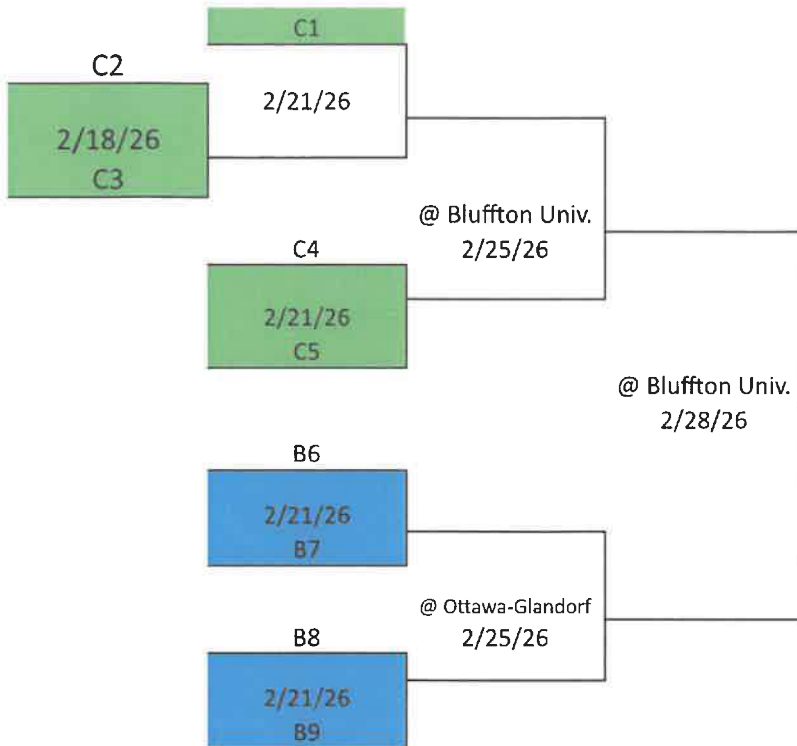 C1
C2
2/21/26
2/18/26
C3
@ Bluffton Univ.
2/25/26
C4
2/21/26
C5
@ Bluffton Univ.
2/28/26
B6
2/21/26
B7
@ Ottawa-Glandorf
2/25/26
B8
2/21/26
B9